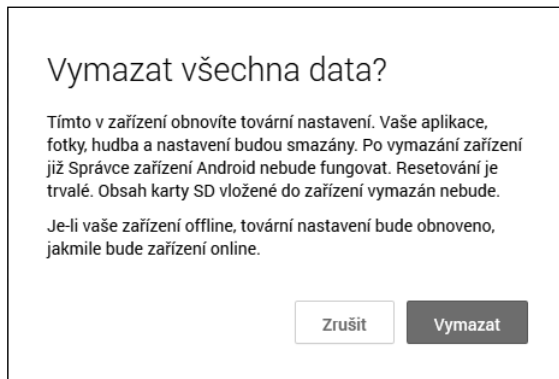 Vymazat všechna data?
Tímto v zařízení obnovíte tovární nastavení. Vaše aplikace,
fotky, hudba a nastavení budou smazány. Po vymazání zařízení
již Správce zařízení Android nebude fungovat. Resetování je
trvalé. Obsah karty SD vložené do zařízení vymazán nebude.
Je-li vaše zařízení offline, tovární nastavení bude obnoveno,
jakmile bude zařízení online.
Zrušit
Vymazat